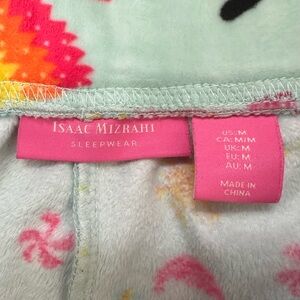 ISAAC MIZRAHI
SLEEPWEAR
US: M
CA: M/M
UK: M
EU: M
AU: M
MADE IN
CHINA